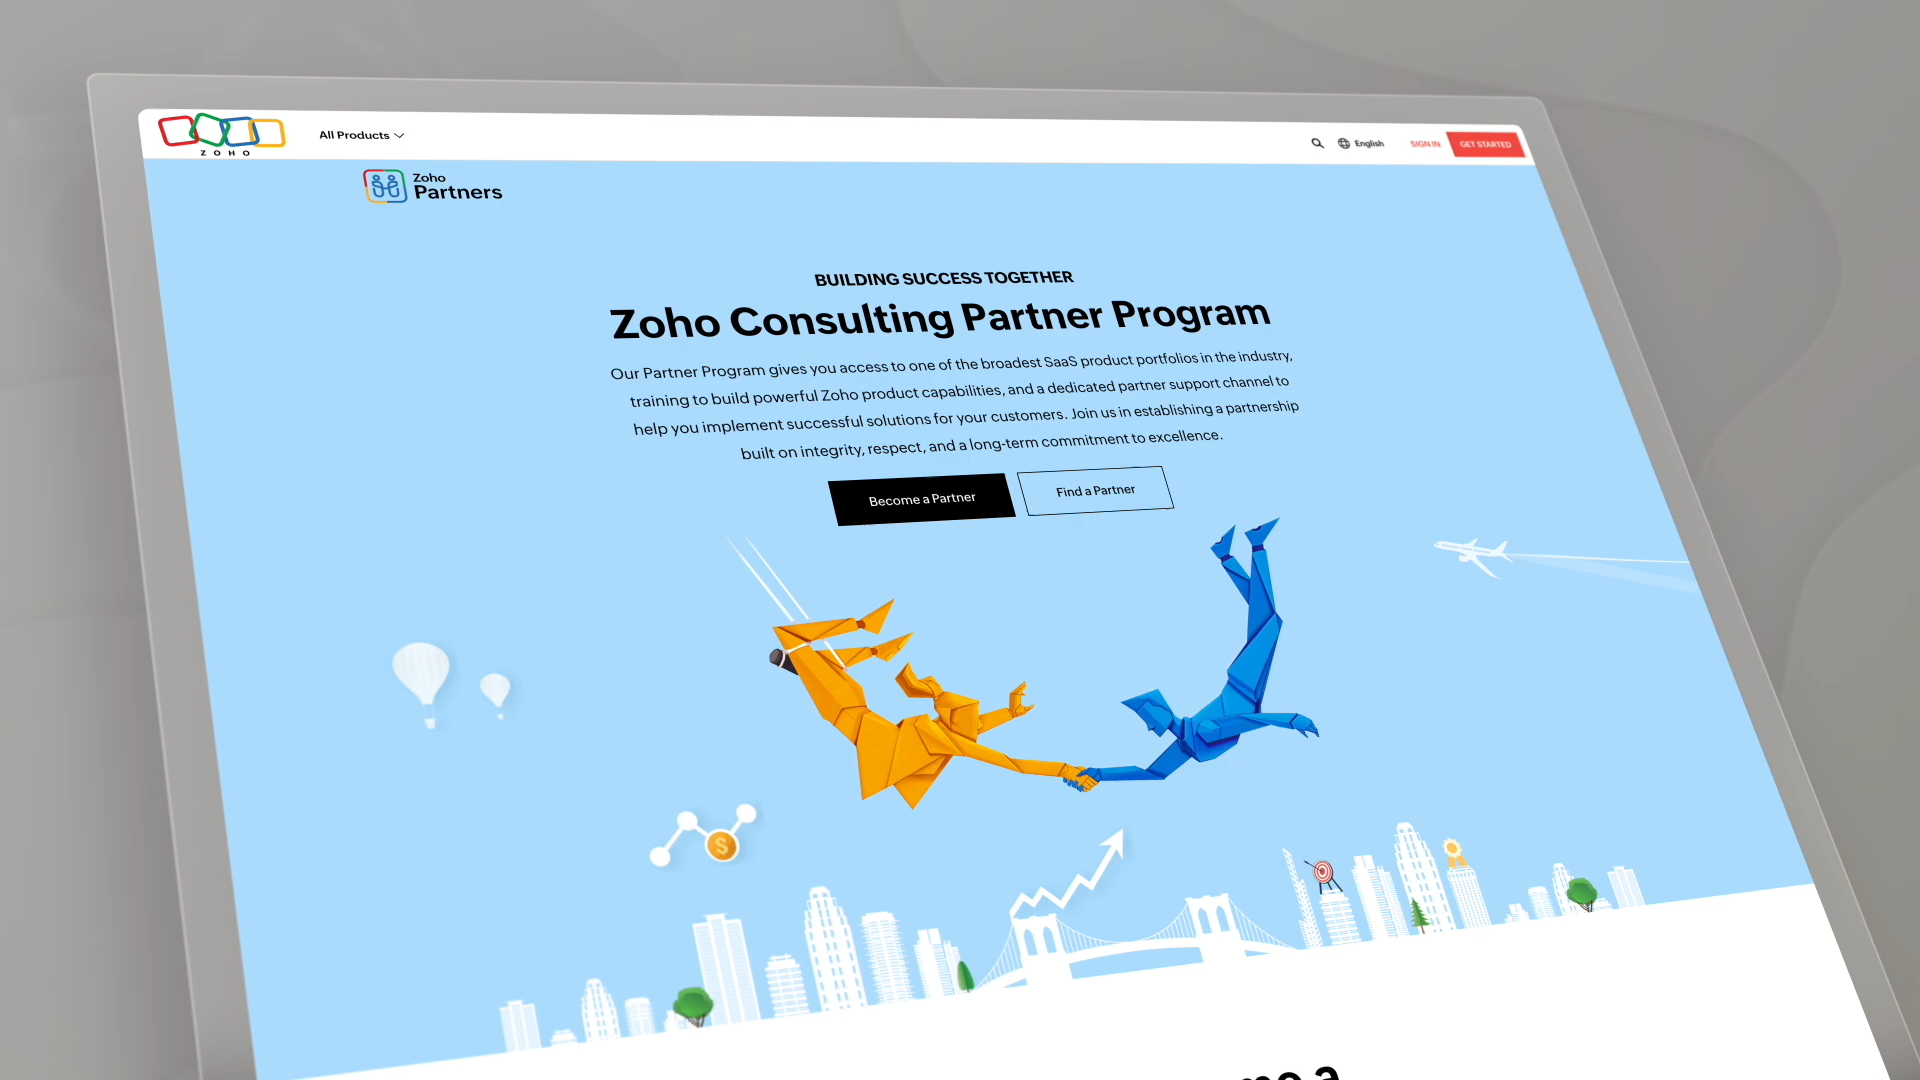 ZOHO
All Products
English
SIGN IN
GET STARTED
Zoho
Partners
BUILDING SUCCESS TOGETHER
Zoho Consulting Partner Program
Our Partner Program gives you access to one of the broadest SaaS product portfolios in the industry,
training to build powerful Zoho product capabilities, and a dedicated partner support channel to
help you implement successful solutions for your customers. Join us in establishing a partnership
built on integrity, respect, and a long-term commitment to excellence.
Become a Partner
Find a Partner
$
a